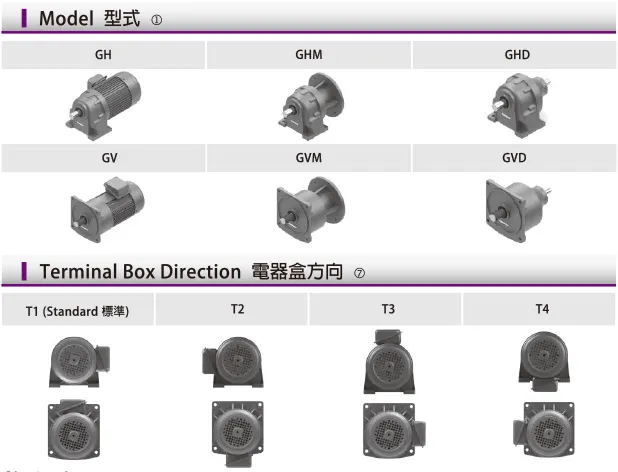 Model 型式 ①
GH GHM GHD
GV GVM GVD
Terminal Box Direction 電器盒方向 ⑦
T1 (Standard 標準) T2 T3 T4